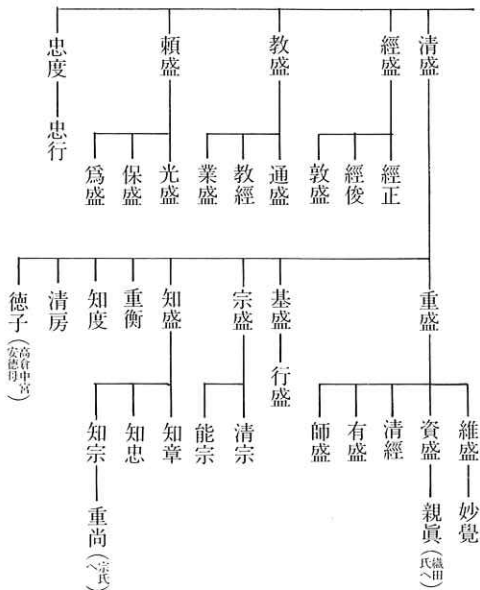 清盛
經盛
教盛
頼盛
忠度
忠行
經正
經俊
敦盛
通盛
教經
業盛
光盛
保盛
爲盛
重盛
基盛
行盛
宗盛
知盛
重衡
知度
清房
徳子(高倉中宮安徳母)
維盛
妙覺
資盛
親眞(織田氏へ)
清經
有盛
師盛
清宗
能宗
知章
知忠
知宗
重尚(宗氏へ)